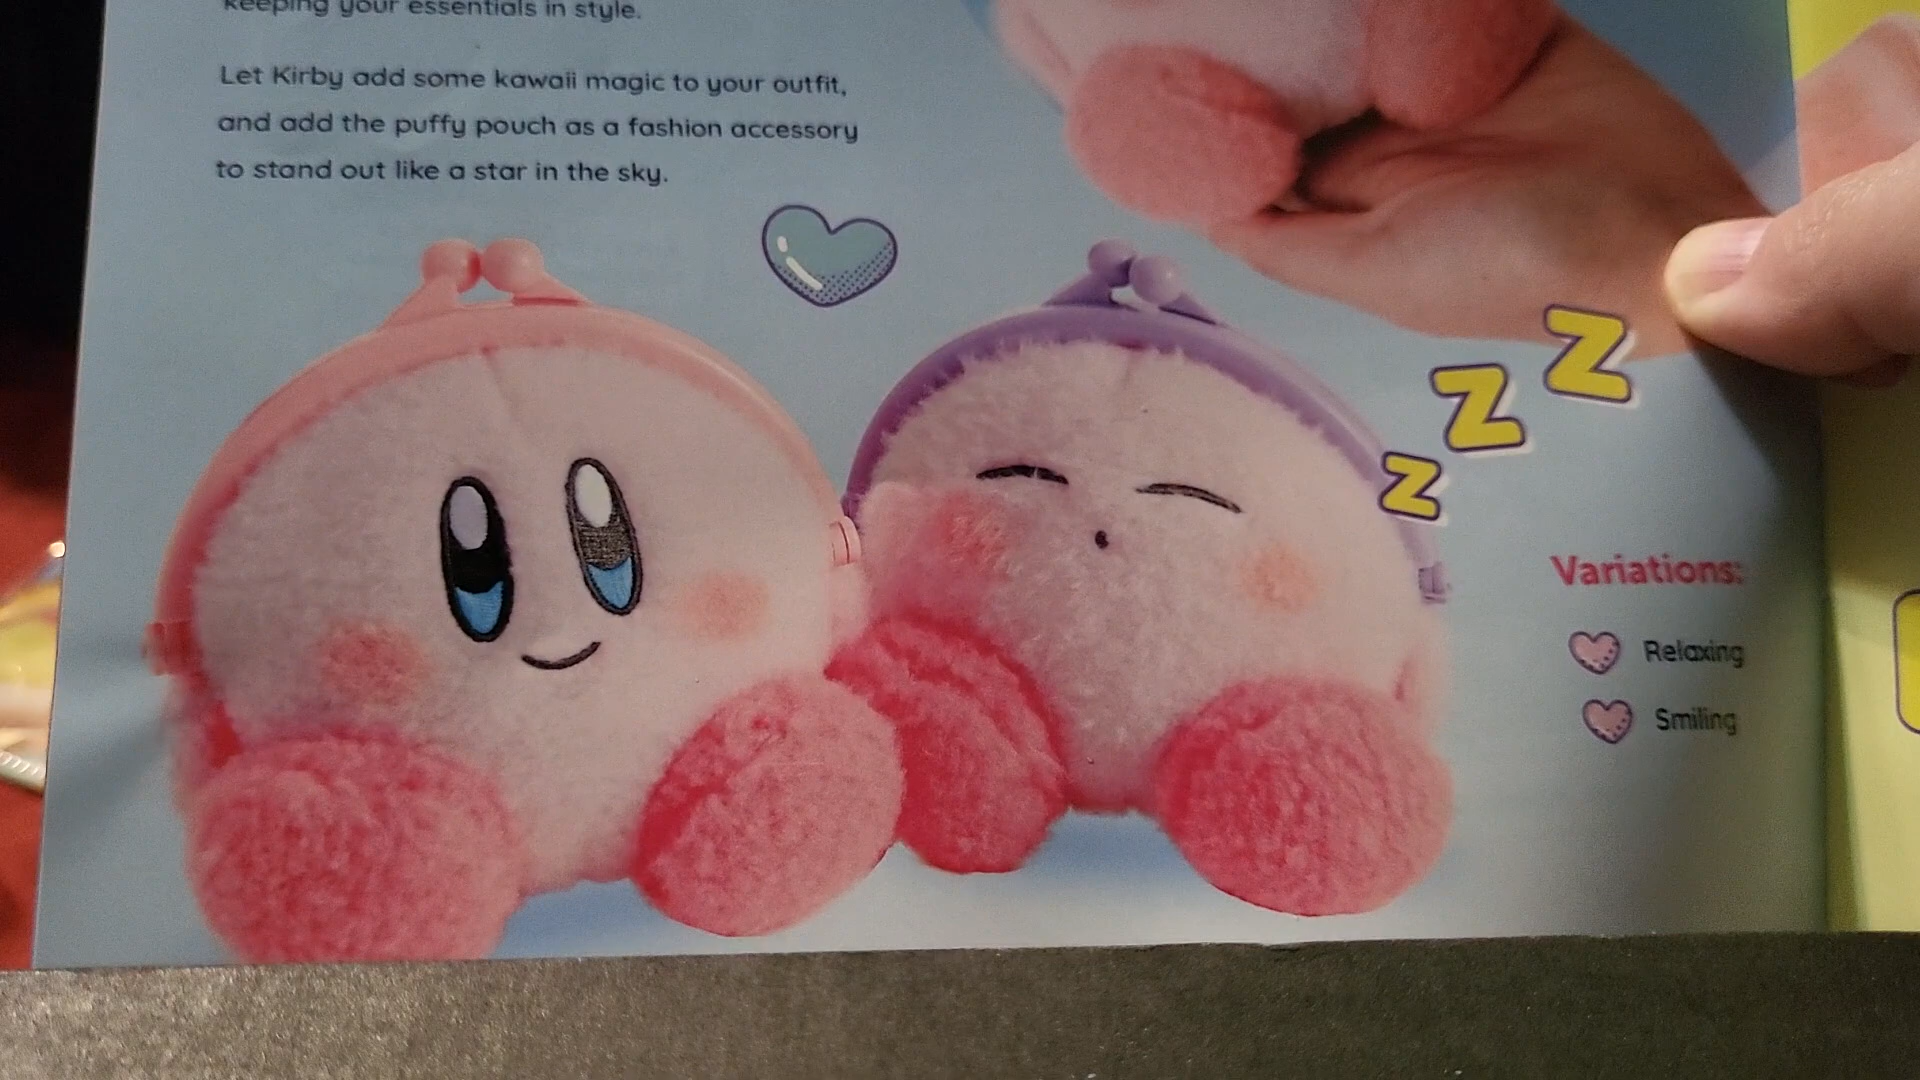 keeping your essentials in style.
Let Kirby add some kawaii magic to your outfit,
and add the puffy pouch as a fashion accessory
to stand out like a star in the sky.
Z
Z
Z
Variations:
Relaxing
Smiling